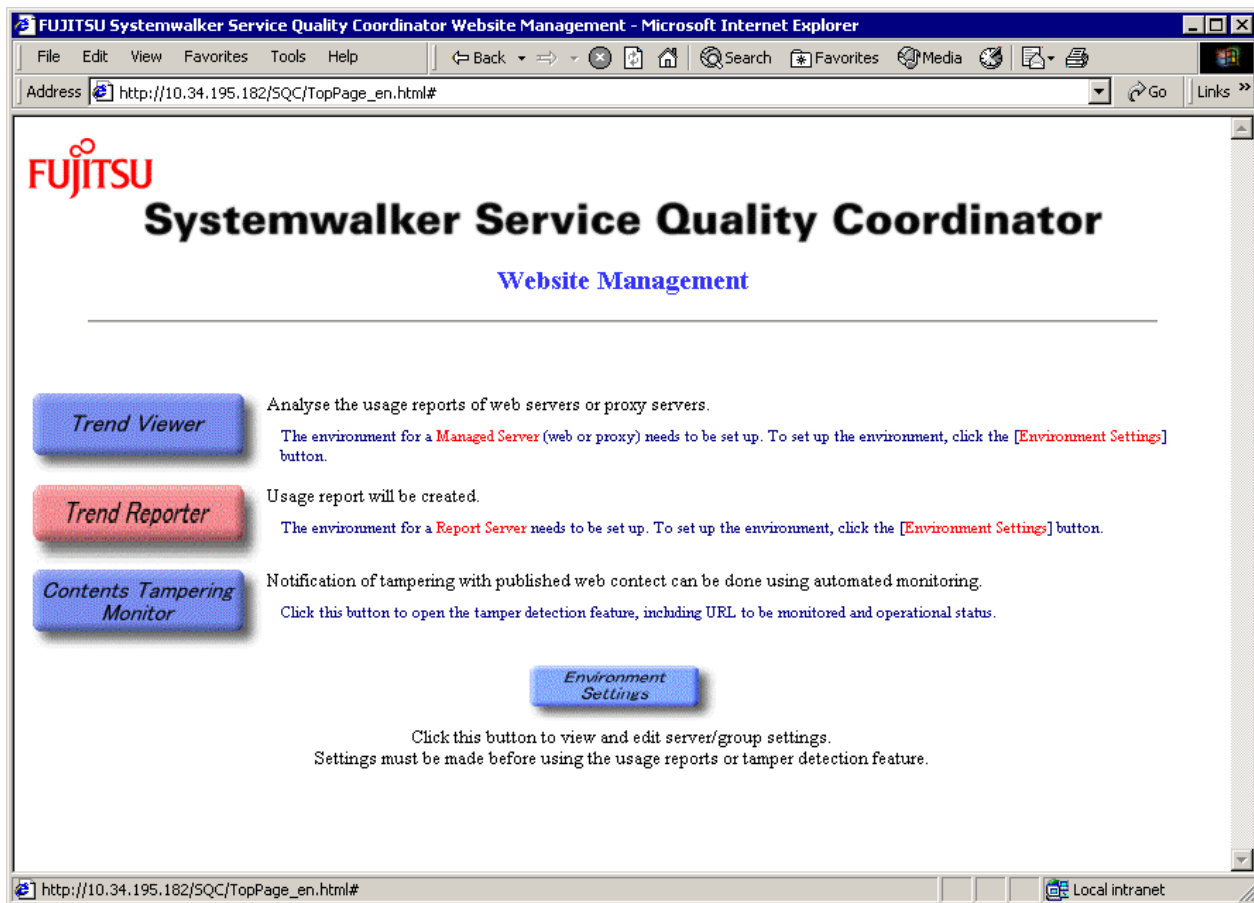 FUJITSU Systemwalker Service Quality Coordinator Website Management - Microsoft Internet Explorer
File Edit View Favorites Tools Help Back Search Favorites Media
Address http://10.34.195.182/SQC/TopPage_en.html# Go Links »
FUJITSU
Systemwalker Service Quality Coordinator
Website Management
Trend Viewer
Analyse the usage reports of web servers or proxy servers.
The environment for a Managed Server (web or proxy) needs to be set up. To set up the environment, click the [Environment Settings]
button.
Trend Reporter
Usage report will be created.
The environment for a Report Server needs to be set up. To set up the environment, click the [Environment Settings] button.
Contents Tampering
Monitor
Notification of tampering with published web contect can be done using automated monitoring.
Click this button to open the tamper detection feature, including URL to be monitored and operational status.
Environment
Settings
Click this button to view and edit server/group settings.
Settings must be made before using the usage reports or tamper detection feature.
http://10.34.195.182/SQC/TopPage_en.html# Local intranet